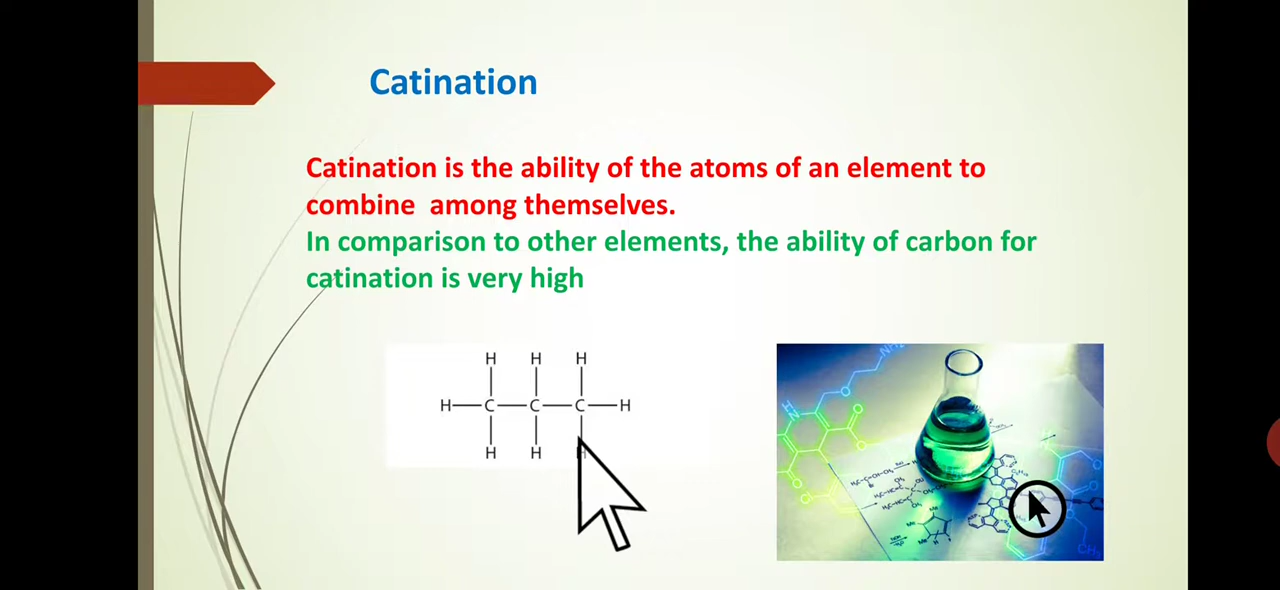 Catination
Catination is the ability of the atoms of an element to
combine among themselves.
In comparison to other elements, the ability of carbon for
catination is very high
H H H
H C C C H
H H H